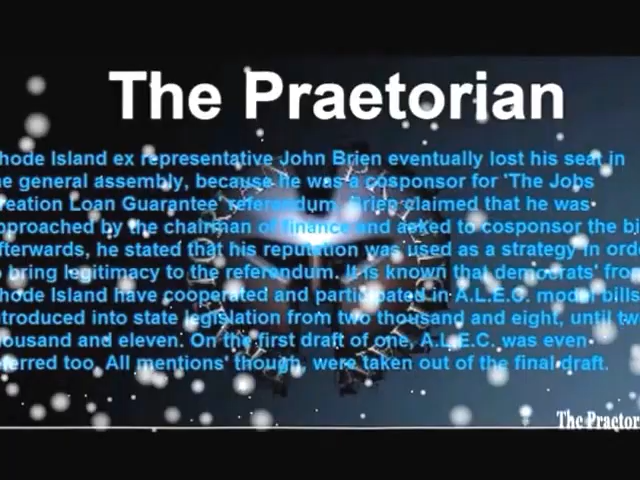 The Praetorian
hode Island ex representative John Brien eventually lost his seat in
e general assembly, because he was a cosponsor for 'The Jobs
reation Loan Guarantee' referendum. Brien claimed that he was
pproached by the chairman of finance and asked to cosponsor the bi
fterwards, he stated that his reputation was used as a strategy in orde
bring legitimacy to the referendum. It is known that democrats' from
hode Island have cooperated and participated in A.L.E.C. model bills
ntroduced into state legislation from two thousand and eight, until tw
ousand and eleven. On the first draft of one, A.L.E.C. was even
ferred too. All mentions' though, were taken out of the final draft.
The Praetor